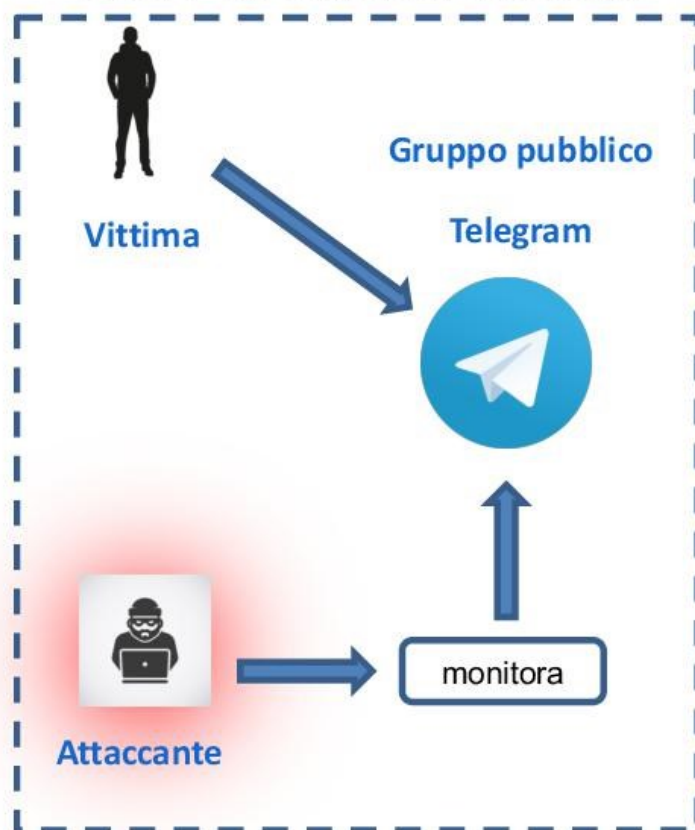 Gruppo pubblico
Vittima
Telegram
monitora
Attaccante